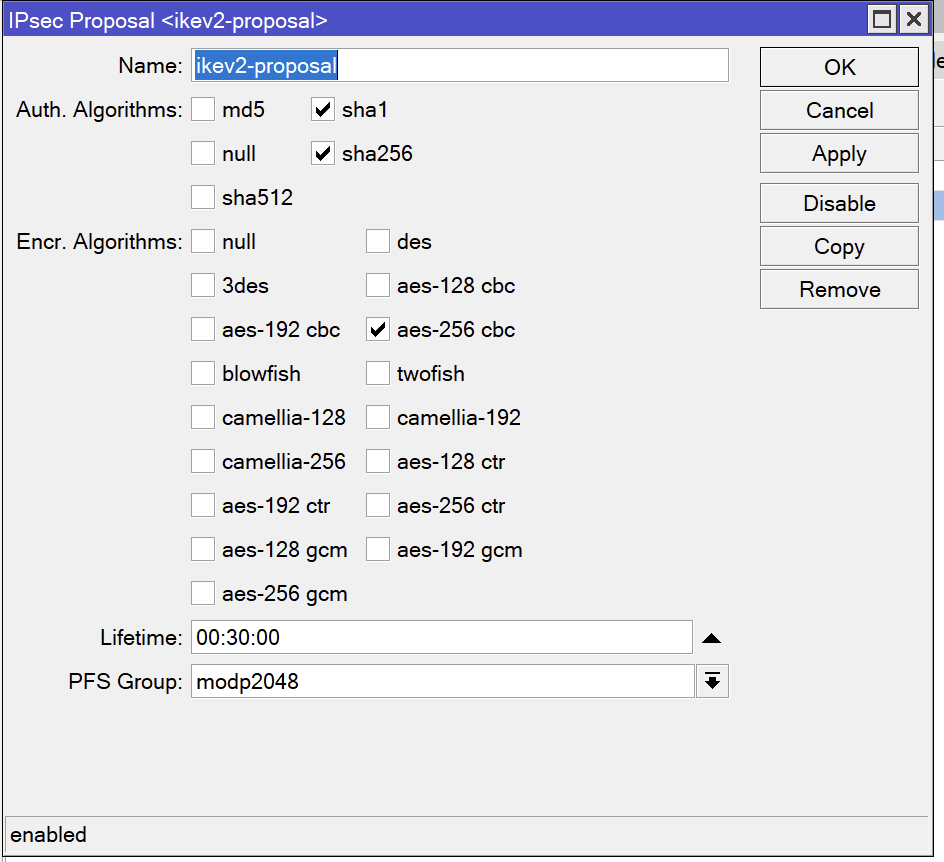 IPsec Proposal <ikev2-proposal>
Name: ikev2-proposal
OK
Auth. Algorithms: md5 sha1
Cancel
null sha256
Apply
sha512
Disable
Encr. Algorithms: null des
Copy
3des aes-128 cbc
Remove
aes-192 cbc aes-256 cbc
blowfish twofish
camellia-128 camellia-192
camellia-256 aes-128 ctr
aes-192 ctr aes-256 ctr
aes-128 gcm aes-192 gcm
aes-256 gcm
Lifetime: 00:30:00
PFS Group: modp2048
enabled